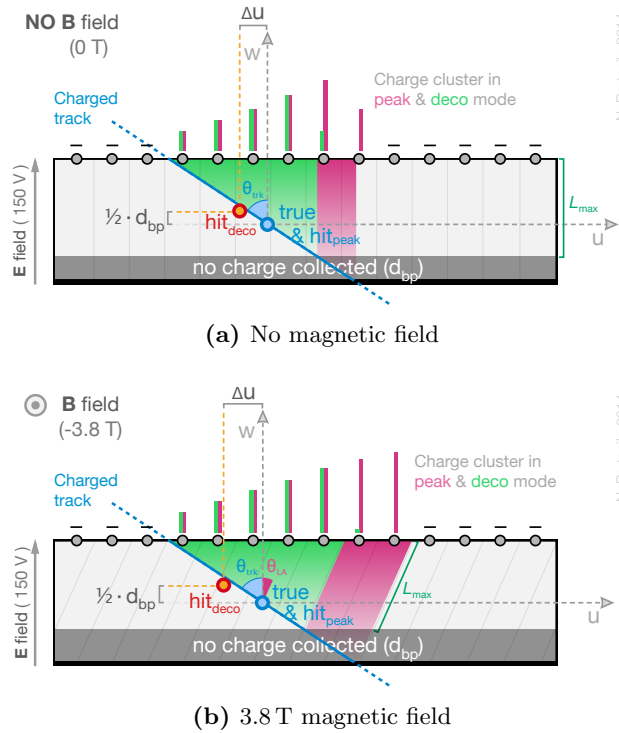 NO B field
(0 T)
Δu
w
Charged
track
Charge cluster in
peak & deco mode
E field ( 150 V)
θtrk
½ · dbp
hitdeco
true
& hitpeak
Lmax
u
no charge collected (dbp)
(a) No magnetic field
B field
(-3.8 T)
Δu
w
Charged
track
Charge cluster in
peak & deco mode
E field ( 150 V)
θtrk
θLA
½ · dbp
hitdeco
true
& hitpeak
Lmax
u
no charge collected (dbp)
(b) 3.8 T magnetic field